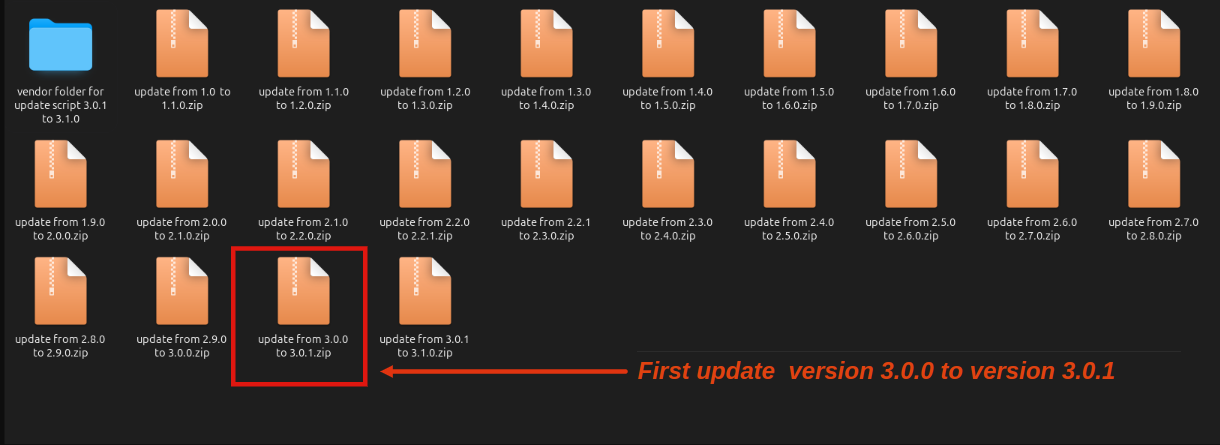 vendor folder for
update script 3.0.1
to 3.1.0
update from 1.0 to
1.1.0.zip
update from 1.1.0
to 1.2.0.zip
update from 1.2.0
to 1.3.0.zip
update from 1.3.0
to 1.4.0.zip
update from 1.4.0
to 1.5.0.zip
update from 1.5.0
to 1.6.0.zip
update from 1.6.0
to 1.7.0.zip
update from 1.7.0
to 1.8.0.zip
update from 1.8.0
to 1.9.0.zip
update from 1.9.0
to 2.0.0.zip
update from 2.0.0
to 2.1.0.zip
update from 2.1.0
to 2.2.0.zip
update from 2.2.0
to 2.2.1.zip
update from 2.2.1
to 2.3.0.zip
update from 2.3.0
to 2.4.0.zip
update from 2.4.0
to 2.5.0.zip
update from 2.5.0
to 2.6.0.zip
update from 2.6.0
to 2.7.0.zip
update from 2.7.0
to 2.8.0.zip
update from 2.8.0
to 2.9.0.zip
update from 2.9.0
to 3.0.0.zip
update from 3.0.0
to 3.0.1.zip
update from 3.0.1
to 3.1.0.zip
First update  version 3.0.0 to version 3.0.1